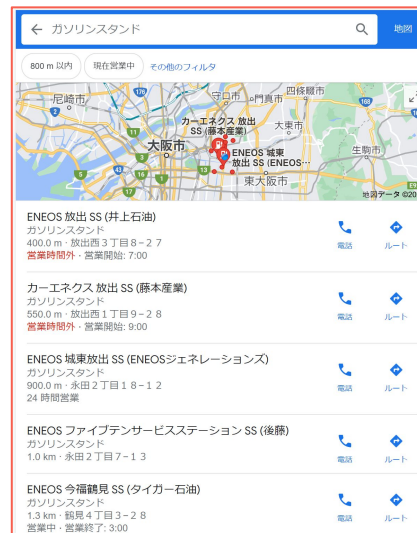 ガソリンスタンド
地図
800 m 以内
現在営業中
その他のフィルタ
尼崎市
守口市
門真市
四條畷市
カーエネクス 放出
SS (藤本産業)
大東市
大阪市
ENEOS 城東
放出 SS (ENEOS…
生駒市
東大阪市
地図データ ©20
ENEOS 放出 SS (井上石油)
ガソリンスタンド
400.0 m · 放出西3丁目8−27
営業時間外 · 営業開始: 7:00
電話
ルート
カーエネクス 放出 SS (藤本産業)
ガソリンスタンド
550.0 m · 放出西1丁目9−28
営業時間外 · 営業開始: 9:00
電話
ルート
ENEOS 城東放出 SS (ENEOSジェネレーションズ)
ガソリンスタンド
900.0 m · 永田2丁目18−12
24 時間営業
電話
ルート
ENEOS ファイブテンサービスステーション SS (後藤)
ガソリンスタンド
1.0 km · 永田2丁目7−13
電話
ルート
ENEOS 今福鶴見 SS (タイガー石油)
ガソリンスタンド
1.3 km · 鶴見4丁目3−28
営業中 · 営業終了: 3:00
電話
ルート